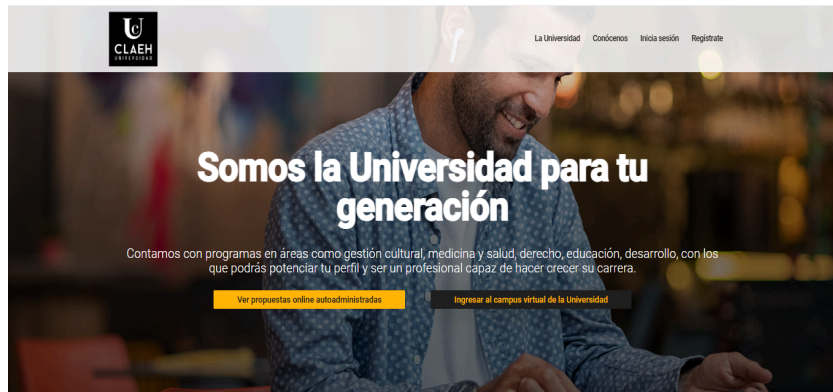 UC
CLAEH
UNIVERSIDAD
La Universidad Conócenos Inicia sesión Regístrate
Somos la Universidad para tu
generación
Contamos con programas en áreas como gestión cultural, medicina y salud, derecho, educación, desarrollo, con los
que podrás potenciar tu perfil y ser un profesional capaz de hacer crecer su carrera.
Ver propuestas online autoadministradas
Ingresar al campus virtual de la Universidad